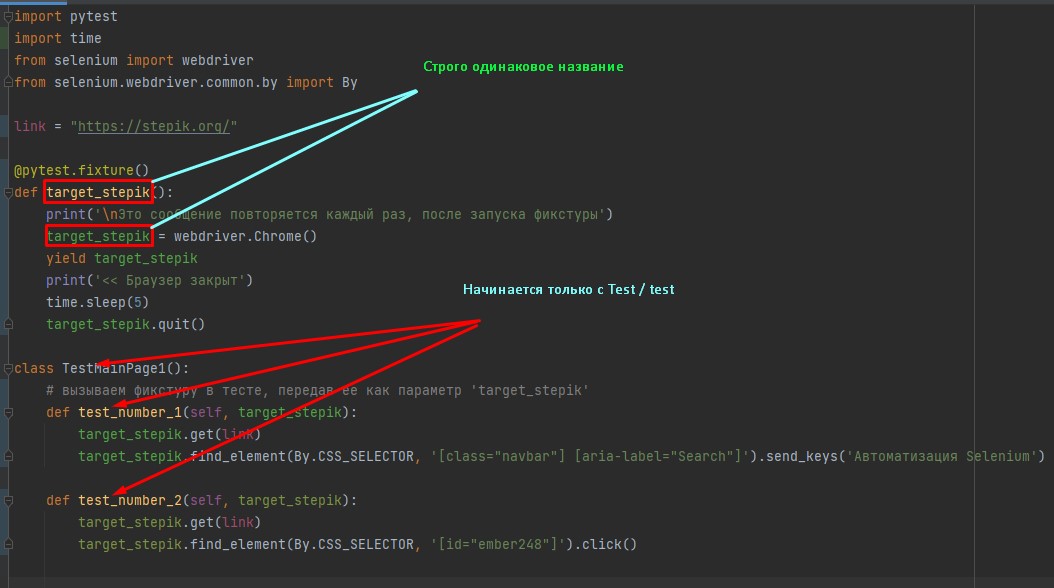 import pytest
import time
from selenium import webdriver
Строго одинаковое название
from selenium.webdriver.common.by import By
link = "https://stepik.org/"
@pytest.fixture()
def target_stepik():
print('\nЭто сообщение повторяется каждый раз, после запуска фикстуры')
target_stepik = webdriver.Chrome()
yield target_stepik
print('<< Браузер закрыт')
Начинается только с Test / test
time.sleep(5)
target_stepik.quit()
class TestMainPage1():
# вызываем фикстуру в тесте, передав ее как параметр 'target_stepik'
def test_number_1(self, target_stepik):
target_stepik.get(link)
target_stepik.find_element(By.CSS_SELECTOR, '[class="navbar"] [aria-label="Search"]').send_keys('Автоматизация Selenium')
def test_number_2(self, target_stepik):
target_stepik.get(link)
target_stepik.find_element(By.CSS_SELECTOR, '[id="ember248"]').click()